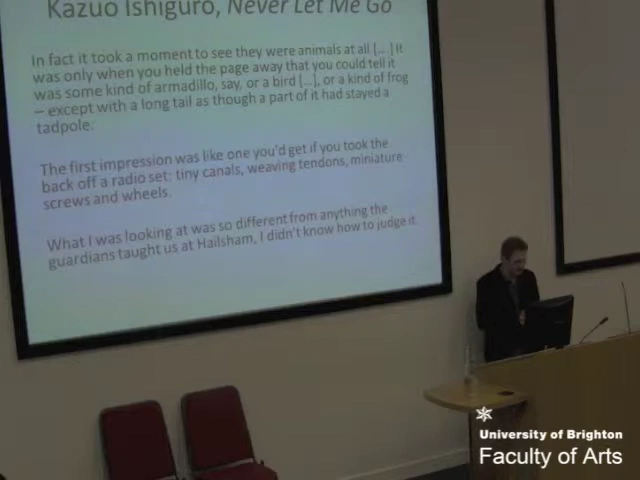 Kazuo Ishiguro, Never Let Me Go
In fact it took a moment to see they were animals at all [...] It
was only when you held the page away that you could tell it
was some kind of armadillo, say, or a bird [...], or a kind of frog
– except with a long tail as though a part of it had stayed a
tadpole.
The first impression was like one you'd get if you took the
back off a radio set: tiny canals, weaving tendons, miniature
screws and wheels.
What I was looking at was so different from anything the
guardians taught us at Hailsham, I didn't know how to judge it.
University of Brighton
Faculty of Arts